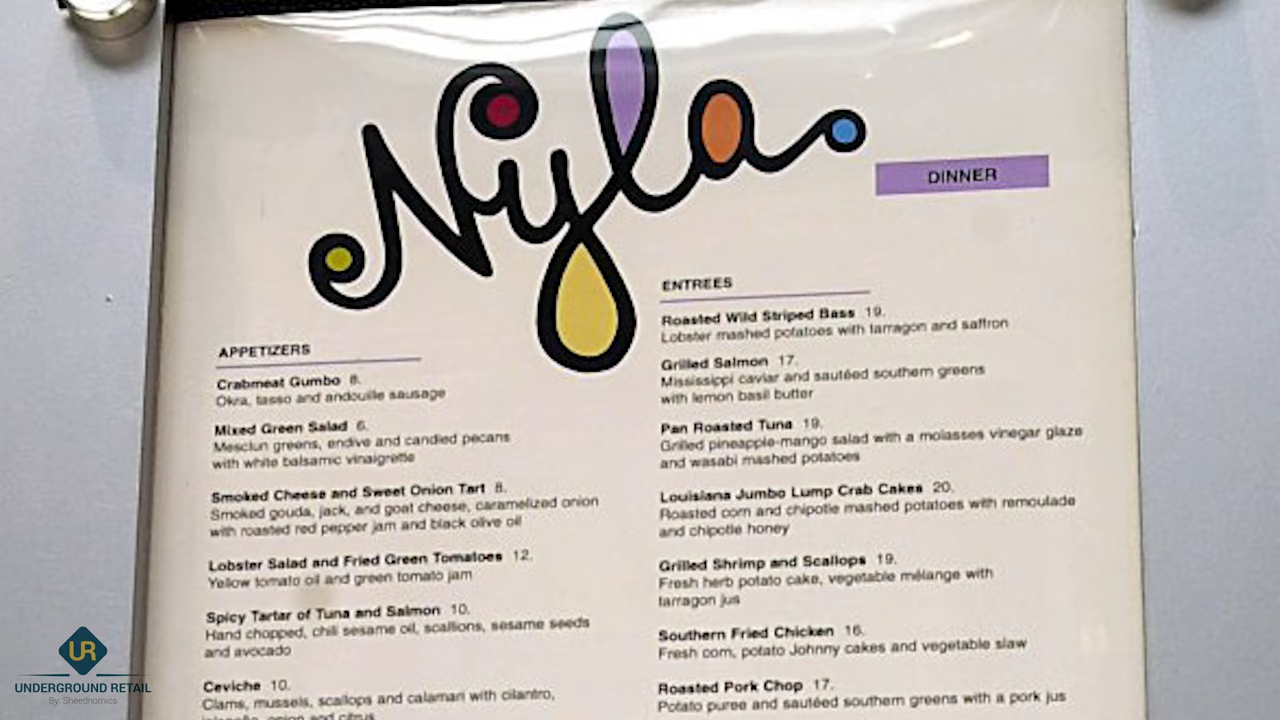 Nyla
DINNER
APPETIZERS
Crabmeat Gumbo 8.
Okra, tasso and andouille sausage
Mixed Green Salad 6.
Mesclun greens, endive and candied pecans
with white balsamic vinaigrette
Smoked Cheese and Sweet Onion Tart 8.
Smoked gouda, jack, and goat cheese, caramelized onion
with roasted red pepper jam and black olive oil
Lobster Salad and Fried Green Tomatoes 12.
Yellow tomato oil and green tomato jam
Spicy Tartar of Tuna and Salmon 10.
Hand chopped, chili sesame oil, scallions, sesame seeds
and avocado
Ceviche 10.
Clams, mussels, scallops and calamari with cilantro,
jalapeño, onion and citrus
ENTREES
Roasted Wild Striped Bass 19.
Lobster mashed potatoes with tarragon and saffron
Grilled Salmon 17.
Mississippi caviar and sautéed southern greens
with lemon basil butter
Pan Roasted Tuna 19.
Grilled pineapple-mango salad with a molasses vinegar glaze
and wasabi mashed potatoes
Louisiana Jumbo Lump Crab Cakes 20.
Roasted corn and chipotle mashed potatoes with remoulade
and chipotle honey
Grilled Shrimp and Scallops 19.
Fresh herb potato cake, vegetable mélange with
tarragon jus
Southern Fried Chicken 16.
Fresh corn, potato Johnny cakes and vegetable slaw
Roasted Pork Chop 17.
Potato puree and sautéed southern greens with a pork jus
UR
UNDERGROUND RETAIL
By: Sheednomics